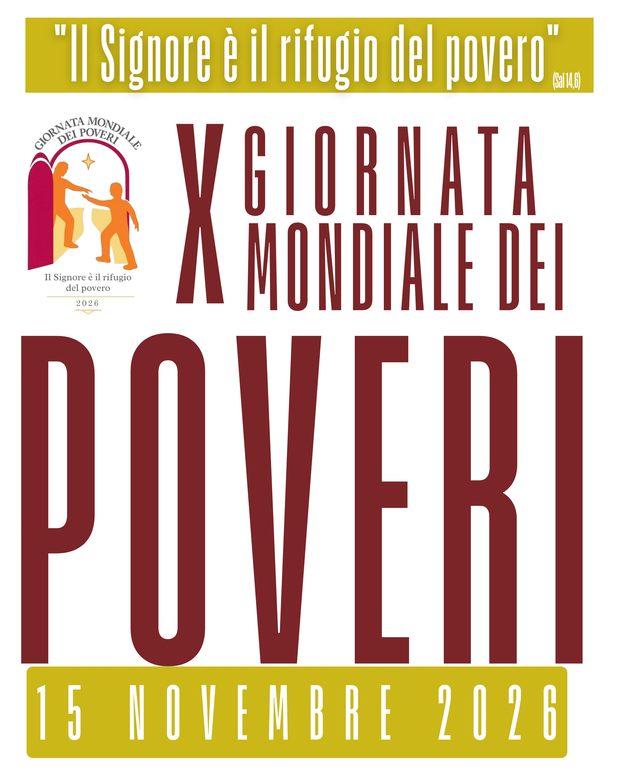 "Il Signore è il rifugio del povero"
(Sal 14,6)
GIORNATA MONDIALE
DEI POVERI
Il Signore è il rifugio
del povero
2026
X GIORNATA
MONDIALE DEI
POVERI
15 NOVEMBRE 2026